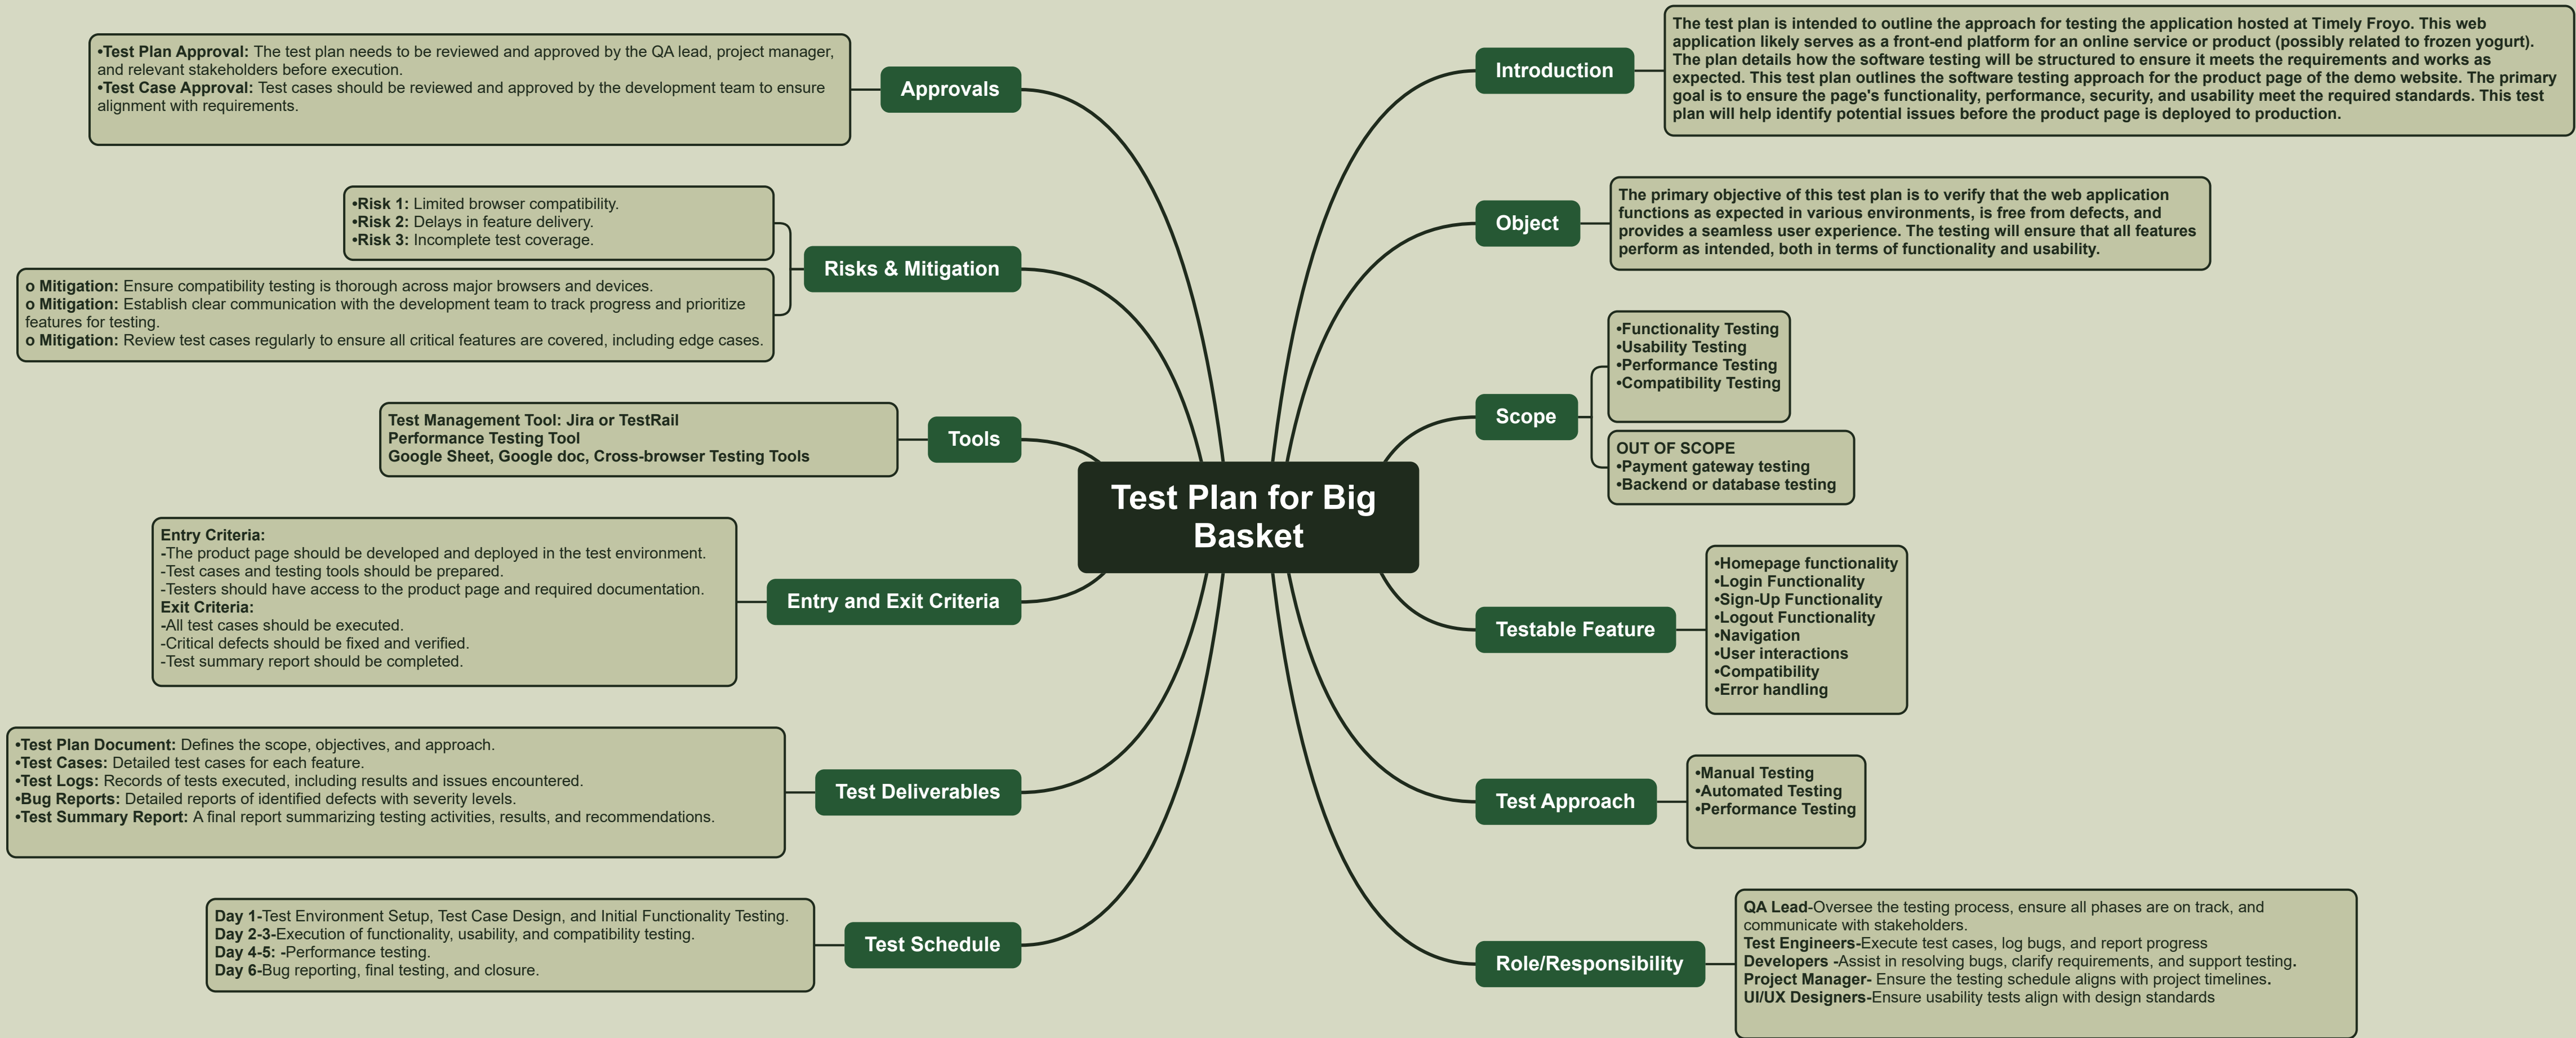 Test Plan for Big
Basket
Introduction
The test plan is intended to outline the approach for testing the application hosted at Timely Froyo. This web
application likely serves as a front-end platform for an online service or product (possibly related to frozen yogurt).
The plan details how the software testing will be structured to ensure it meets the requirements and works as
expected. This test plan outlines the software testing approach for the product page of the demo website. The primary
goal is to ensure the page's functionality, performance, security, and usability meet the required standards. This test
plan will help identify potential issues before the product page is deployed to production.
Object
The primary objective of this test plan is to verify that the web application
functions as expected in various environments, is free from defects, and
provides a seamless user experience. The testing will ensure that all features
perform as intended, both in terms of functionality and usability.
Scope
•Functionality Testing
•Usability Testing
•Performance Testing
•Compatibility Testing
OUT OF SCOPE
•Payment gateway testing
•Backend or database testing
Testable Feature
•Homepage functionality
•Login Functionality
•Sign-Up Functionality
•Logout Functionality
•Navigation
•User interactions
•Compatibility
•Error handling
Test Approach
•Manual Testing
•Automated Testing
•Performance Testing
Role/Responsibility
QA Lead-Oversee the testing process, ensure all phases are on track, and
communicate with stakeholders.
Test Engineers-Execute test cases, log bugs, and report progress
Developers -Assist in resolving bugs, clarify requirements, and support testing.
Project Manager- Ensure the testing schedule aligns with project timelines.
UI/UX Designers-Ensure usability tests align with design standards
Approvals
•Test Plan Approval: The test plan needs to be reviewed and approved by the QA lead, project manager,
and relevant stakeholders before execution.
•Test Case Approval: Test cases should be reviewed and approved by the development team to ensure
alignment with requirements.
Risks & Mitigation
•Risk 1: Limited browser compatibility.
•Risk 2: Delays in feature delivery.
•Risk 3: Incomplete test coverage.
o Mitigation: Ensure compatibility testing is thorough across major browsers and devices.
o Mitigation: Establish clear communication with the development team to track progress and prioritize
features for testing.
o Mitigation: Review test cases regularly to ensure all critical features are covered, including edge cases.
Tools
Test Management Tool: Jira or TestRail
Performance Testing Tool
Google Sheet, Google doc, Cross-browser Testing Tools
Entry and Exit Criteria
Entry Criteria:
-The product page should be developed and deployed in the test environment.
-Test cases and testing tools should be prepared.
-Testers should have access to the product page and required documentation.
Exit Criteria:
-All test cases should be executed.
-Critical defects should be fixed and verified.
-Test summary report should be completed.
Test Deliverables
•Test Plan Document: Defines the scope, objectives, and approach.
•Test Cases: Detailed test cases for each feature.
•Test Logs: Records of tests executed, including results and issues encountered.
•Bug Reports: Detailed reports of identified defects with severity levels.
•Test Summary Report: A final report summarizing testing activities, results, and recommendations.
Test Schedule
Day 1-Test Environment Setup, Test Case Design, and Initial Functionality Testing.
Day 2-3-Execution of functionality, usability, and compatibility testing.
Day 4-5: -Performance testing.
Day 6-Bug reporting, final testing, and closure.